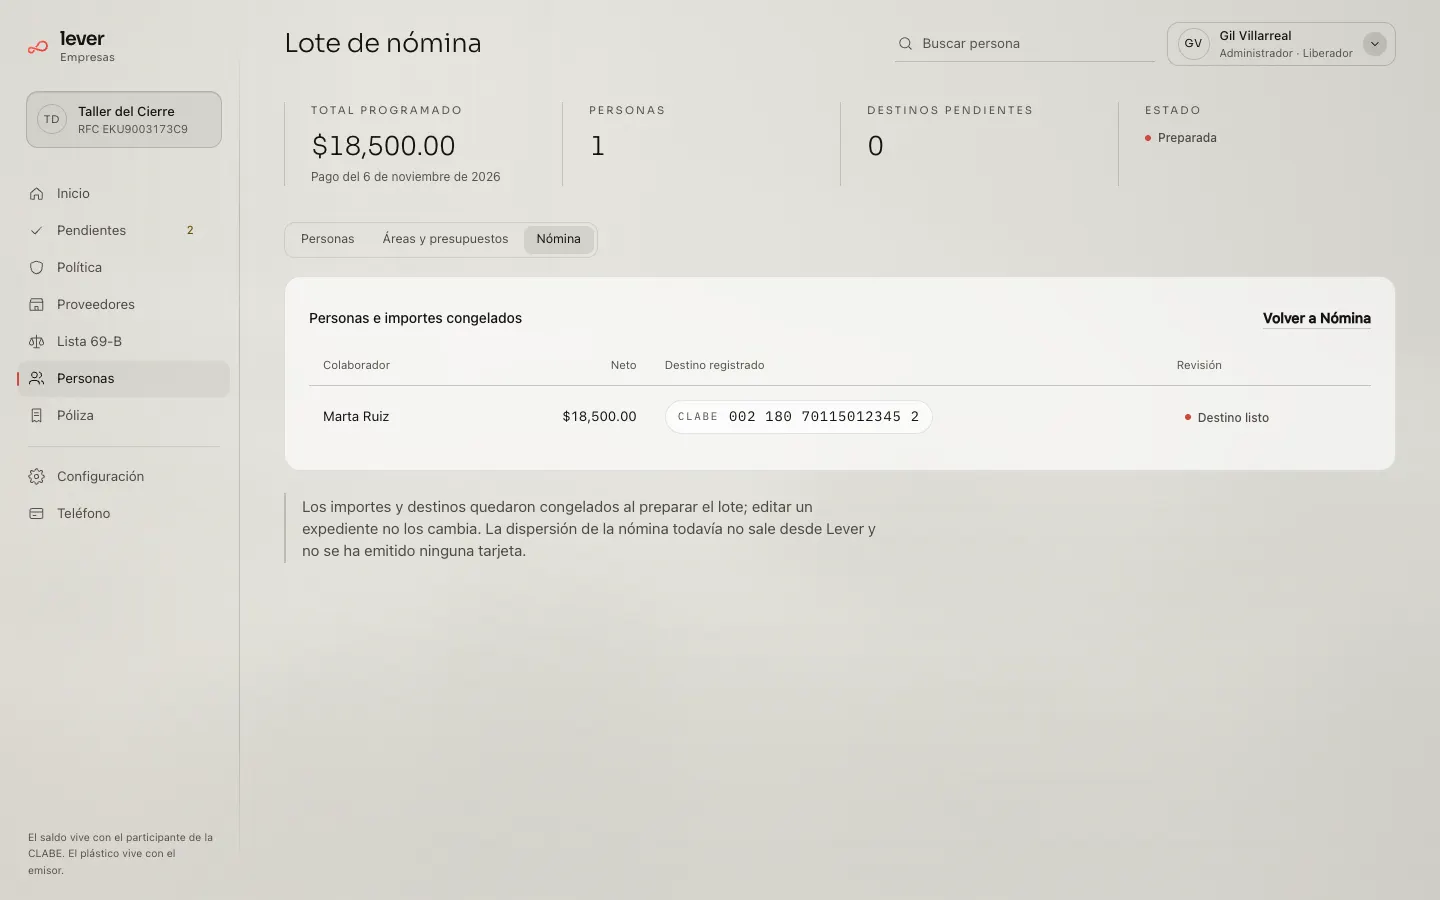 lever
Empresas
TD
Taller del Cierre
RFC EKU9003173C9
Inicio
Pendientes 2
Política
Proveedores
Lista 69-B
Personas
Póliza
Configuración
Teléfono
El saldo vive con el participante de la
CLABE. El plástico vive con el
emisor.
Lote de nómina
Buscar persona
GV
Gil Villarreal
Administrador · Liberador
TOTAL PROGRAMADO
$18,500.00
Pago del 6 de noviembre de 2026
PERSONAS
1
DESTINOS PENDIENTES
0
ESTADO
Preparada
Personas Áreas y presupuestos Nómina
Personas e importes congelados
Volver a Nómina
Colaborador Neto Destino registrado Revisión
Marta Ruiz $18,500.00 CLABE 002 180 70115012345 2 Destino listo
Los importes y destinos quedaron congelados al preparar el lote; editar un
expediente no los cambia. La dispersión de la nómina todavía no sale desde Lever y
no se ha emitido ninguna tarjeta.